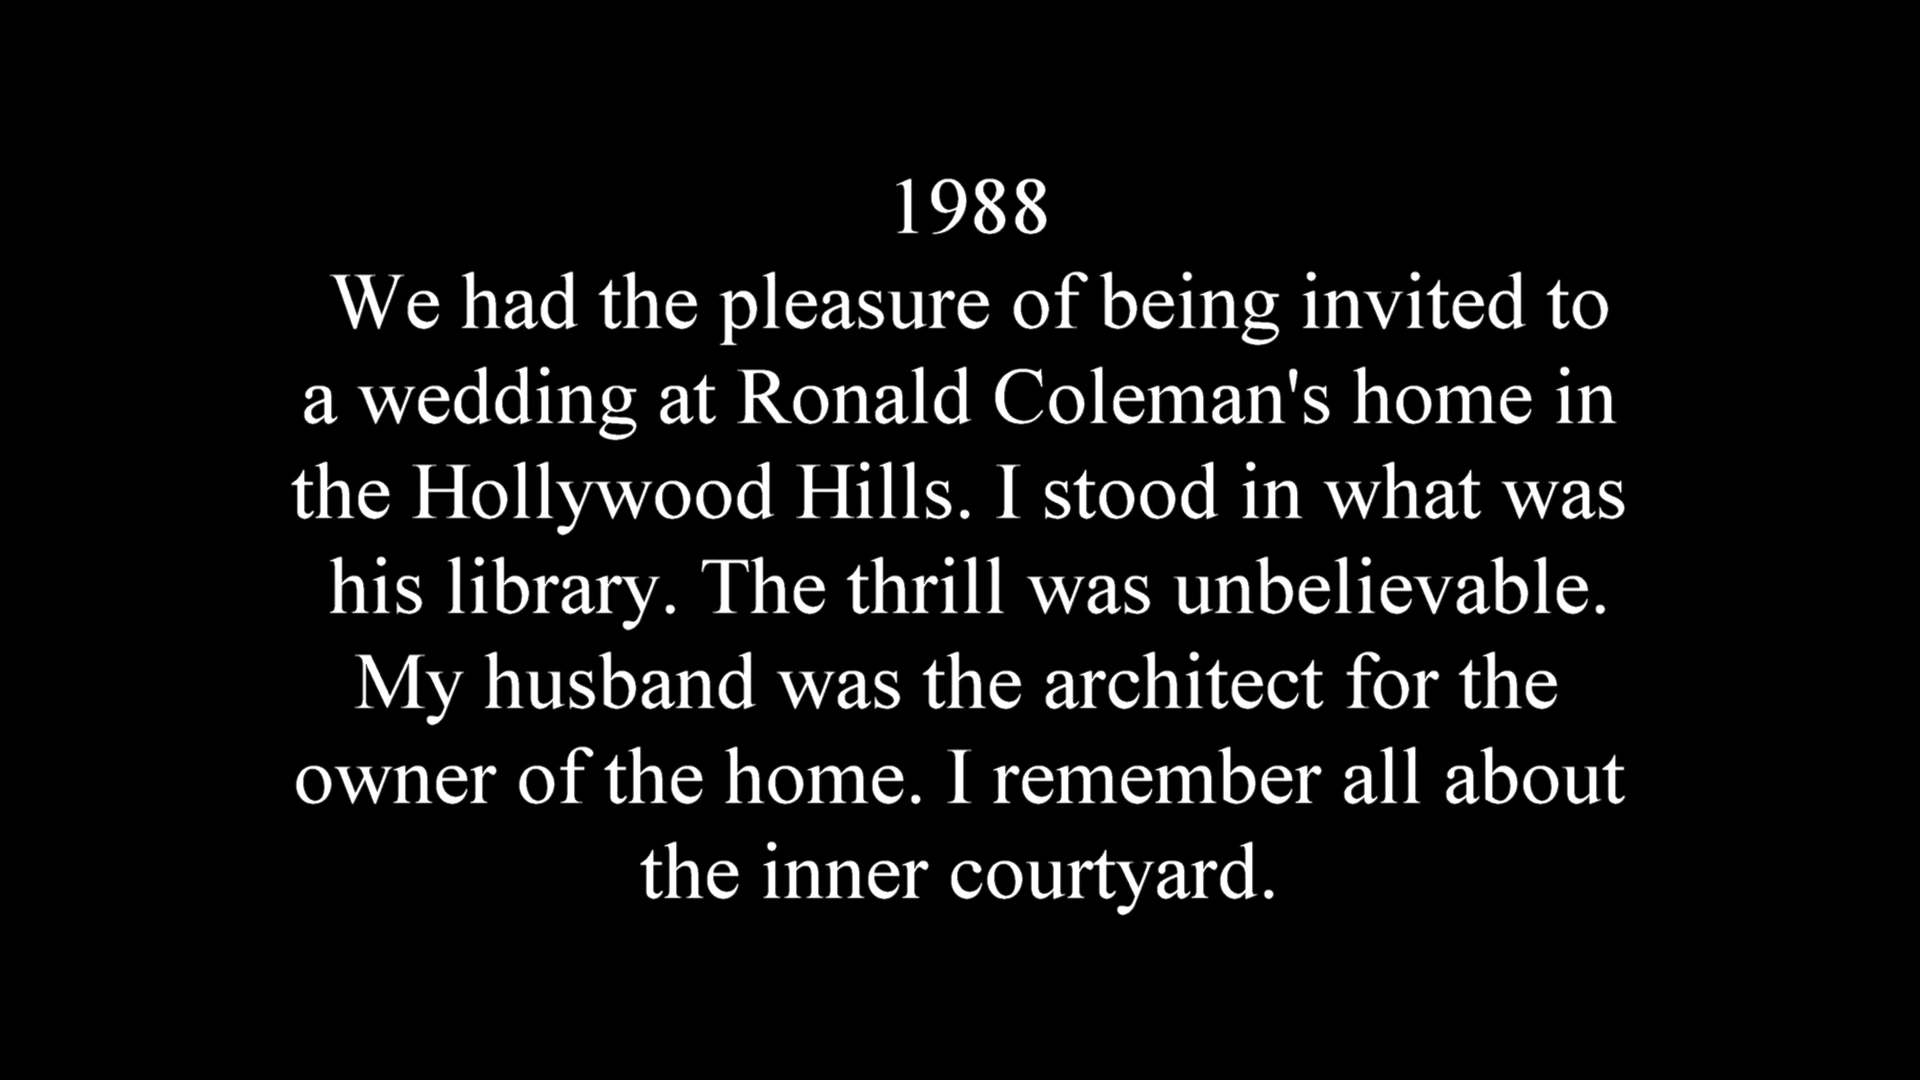 1988
We had the pleasure of being invited to
a wedding at Ronald Coleman's home in
the Hollywood Hills. I stood in what was
his library. The thrill was unbelievable.
My husband was the architect for the
owner of the home. I remember all about
the inner courtyard.